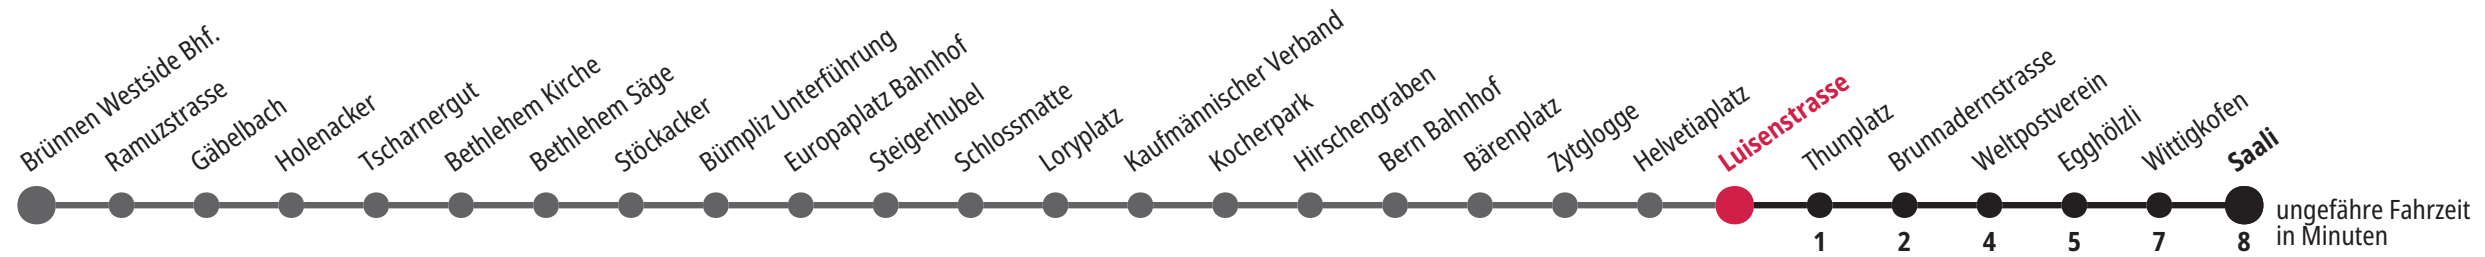 Brünnen Westside Bhf.
Ramuzstrasse
Gäbelbach
Holenacker
Tscharnergut
Bethlehem Kirche
Bethlehem Säge
Stöckacker
Bümpliz Unterführung
Europaplatz Bahnhof
Steigerhubel
Schlossmatte
Loryplatz
Kaufmännischer Verband
Kocherpark
Hirschengraben
Bern Bahnhof
Bärenplatz
Zytglogge
Helvetiaplatz
Luisenstrasse
Thunplatz
Brunnadernstrasse
Weltpostverein
Egghölzli
Wittigkofen
Saali
1 2 4 5 7 8
ungefähre Fahrzeit
in Minuten